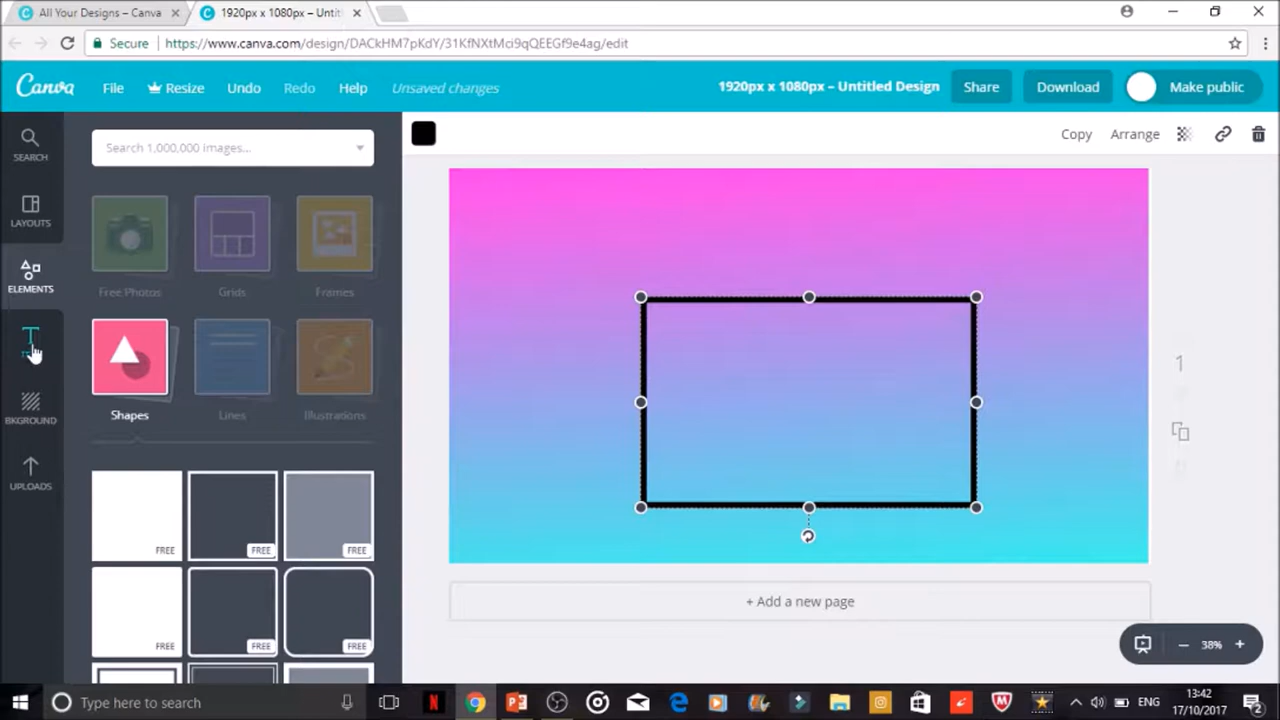 All Your Designs – Canva
1920px x 1080px – Untitl
Secure
https://www.canva.com/design/DACkHM7pKdY/31KfNXtMci9qQEEGf9e4ag/edit
Canva
File
Resize
Undo
Redo
Help
Unsaved changes
1920px x 1080px – Untitled Design
Share
Download
Make public
Search 1,000,000 images...
Copy
Arrange
SEARCH
LAYOUTS
ELEMENTS
BKGROUND
UPLOADS
Free Photos
Grids
Frames
Shapes
Lines
Illustrations
FREE
FREE
FREE
FREE
FREE
FREE
1
+ Add a new page
38%
Type here to search
ENG
13:42
17/10/2017
2